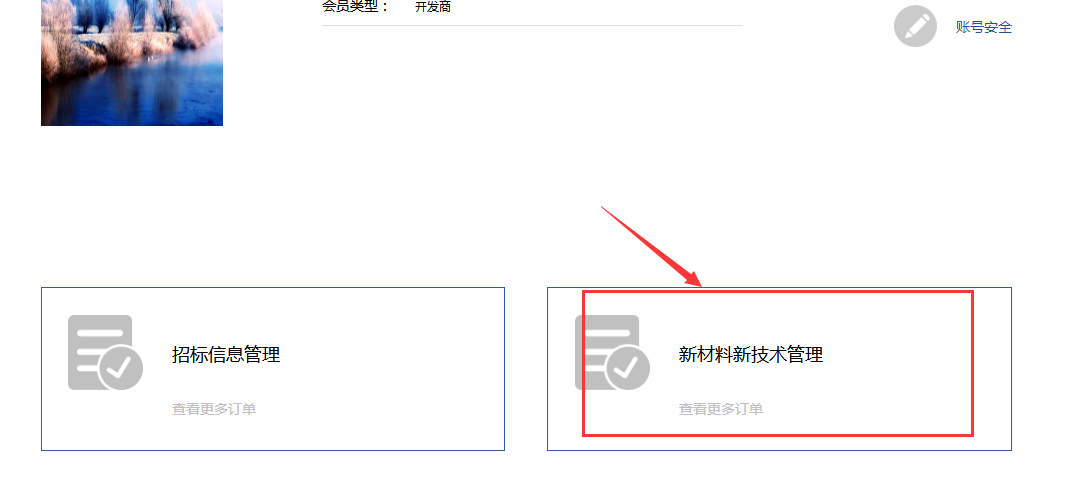 会员类型： 开发商
账号安全
招标信息管理
查看更多订单
新材料新技术管理
查看更多订单